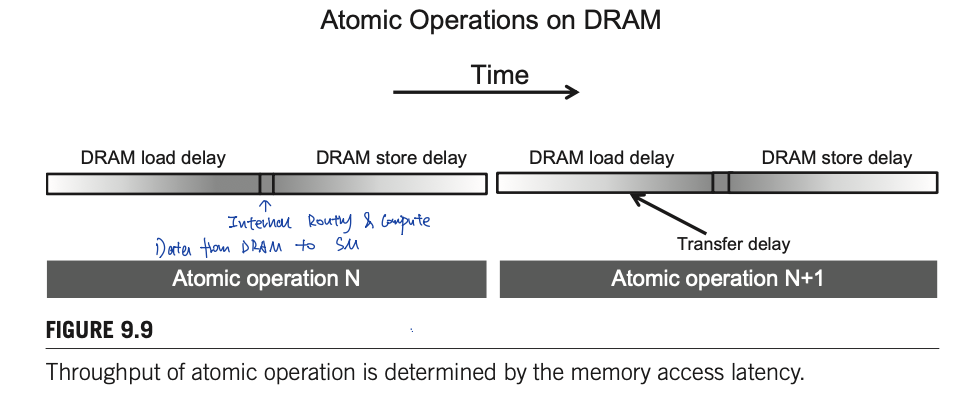 Atomic Operations on DRAM
Time
DRAM load delay DRAM store delay DRAM load delay DRAM store delay
Internal Routing & Compute
Data from DRAM to SM
Transfer delay
Atomic operation N Atomic operation N+1
FIGURE 9.9
Throughput of atomic operation is determined by the memory access latency.